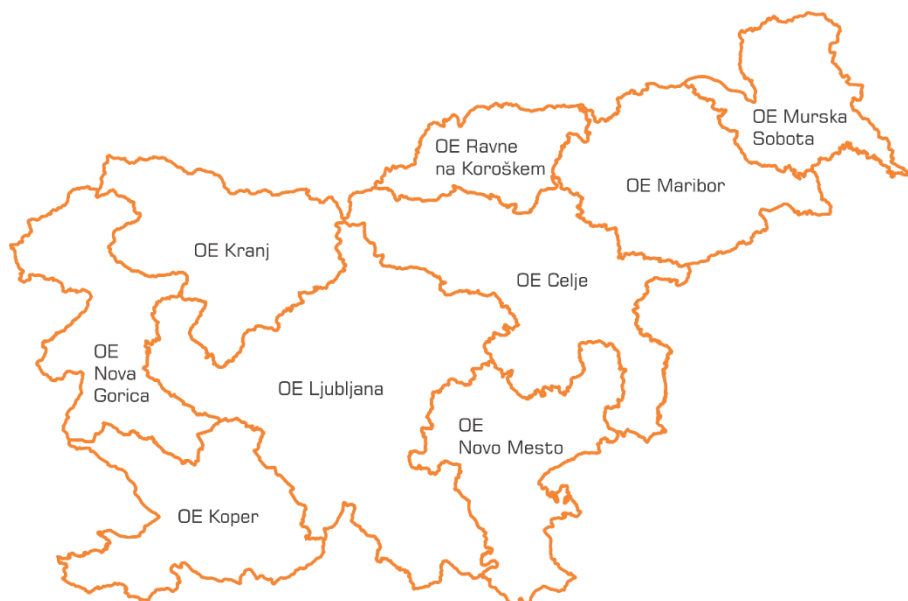 OE Murska
Sobota
OE Ravne
na Koroškem
OE Maribor
OE Kranj
OE Celje
OE
Nova
Gorica
OE Ljubljana
OE
Novo Mesto
OE Koper